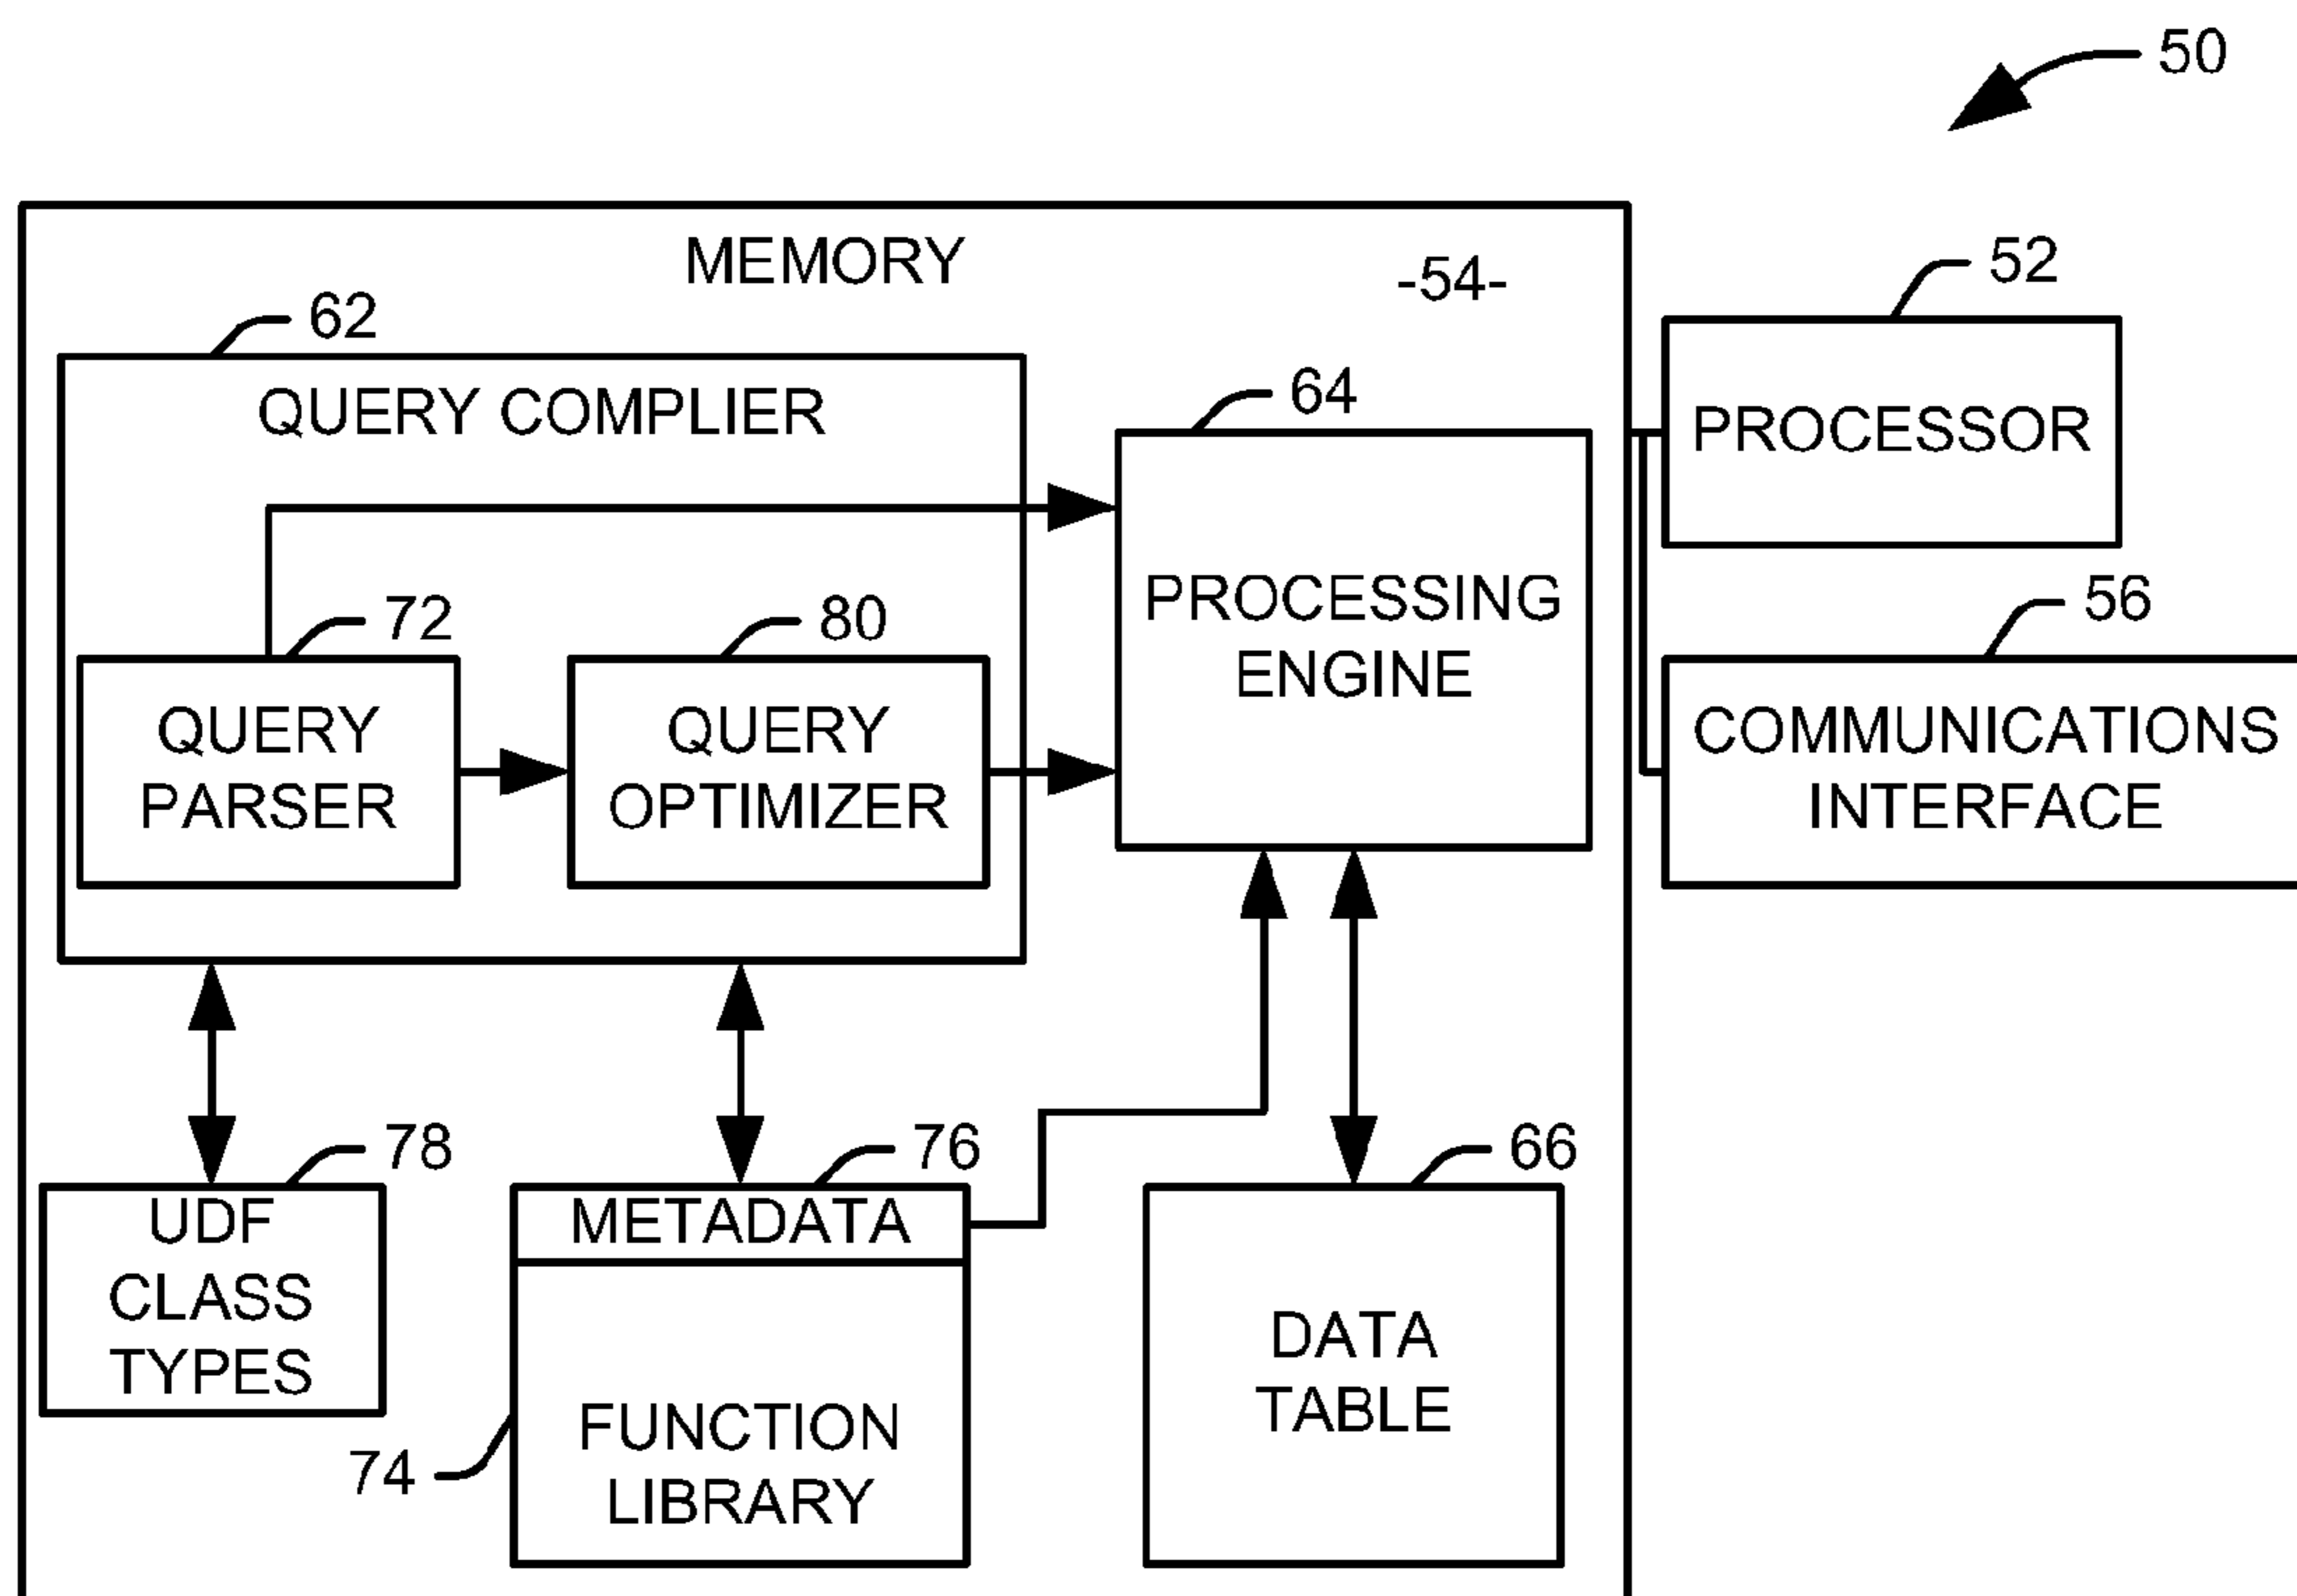 50
MEMORY
-54-
52
62
QUERY COMPLIER
64
PROCESSOR
PROCESSING
ENGINE
56
72
80
QUERY
PARSER
QUERY
OPTIMIZER
COMMUNICATIONS
INTERFACE
78
76
66
UDF
CLASS
TYPES
METADATA
FUNCTION
LIBRARY
74
DATA
TABLE